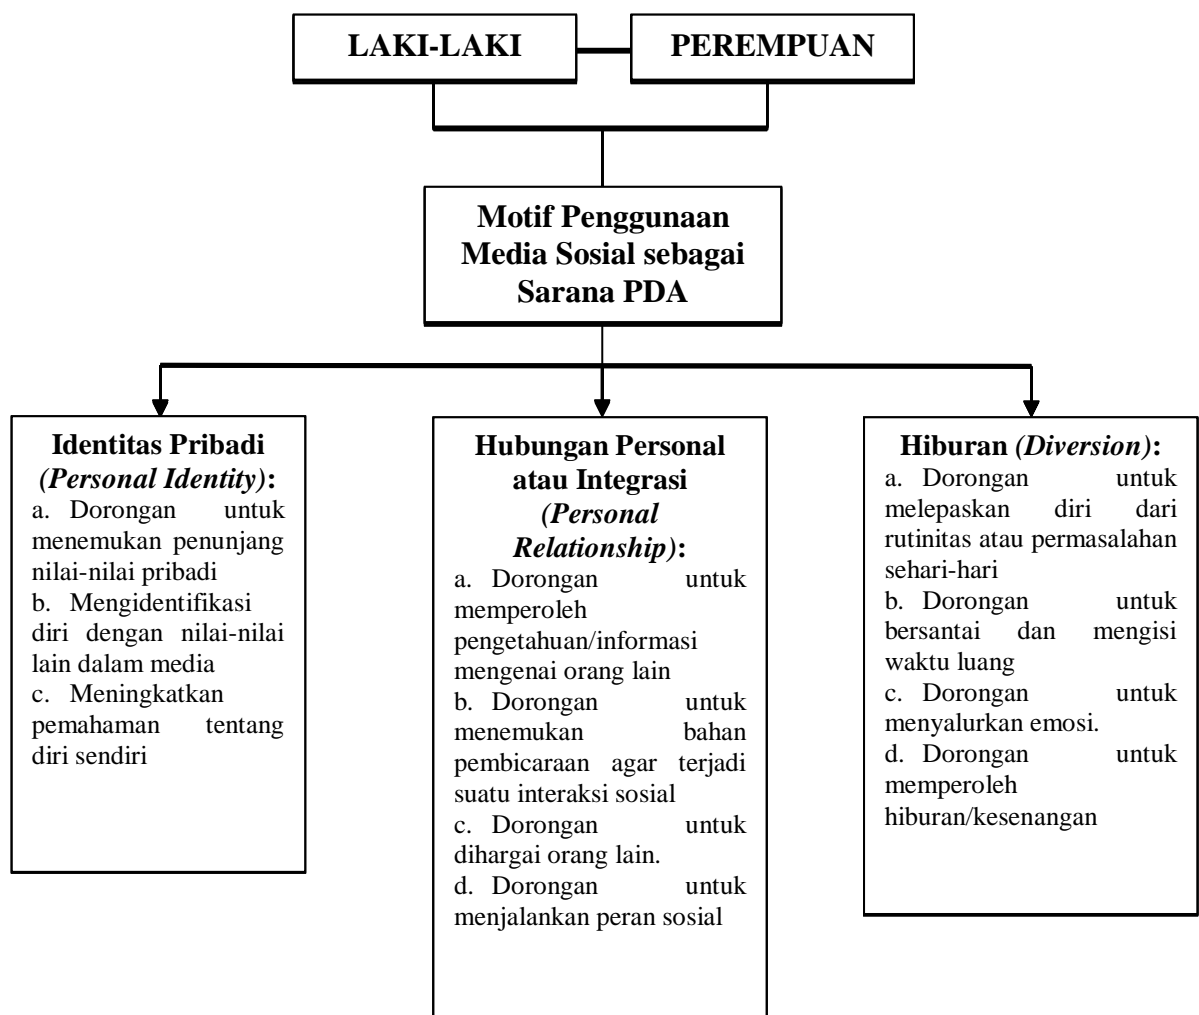 LAKI-LAKI
PEREMPUAN
Motif Penggunaan
Media Sosial sebagai
Sarana PDA
Identitas Pribadi
(Personal Identity):
a. Dorongan untuk
menemukan penunjang
nilai-nilai pribadi
b. Mengidentifikasi
diri dengan nilai-nilai
lain dalam media
c. Meningkatkan
pemahaman tentang
diri sendiri
Hubungan Personal
atau Integrasi
(Personal
Relationship):
a. Dorongan untuk
memperoleh
pengetahuan/informasi
mengenai orang lain
b. Dorongan untuk
menemukan bahan
pembicaraan agar terjadi
suatu interaksi sosial
c. Dorongan untuk
dihargai orang lain.
d. Dorongan untuk
menjalankan peran sosial
Hiburan (Diversion):
a. Dorongan untuk
melepaskan diri dari
rutinitas atau permasalahan
sehari-hari
b. Dorongan untuk
bersantai dan mengisi
waktu luang
c. Dorongan untuk
menyalurkan emosi.
d. Dorongan untuk
memperoleh
hiburan/kesenangan